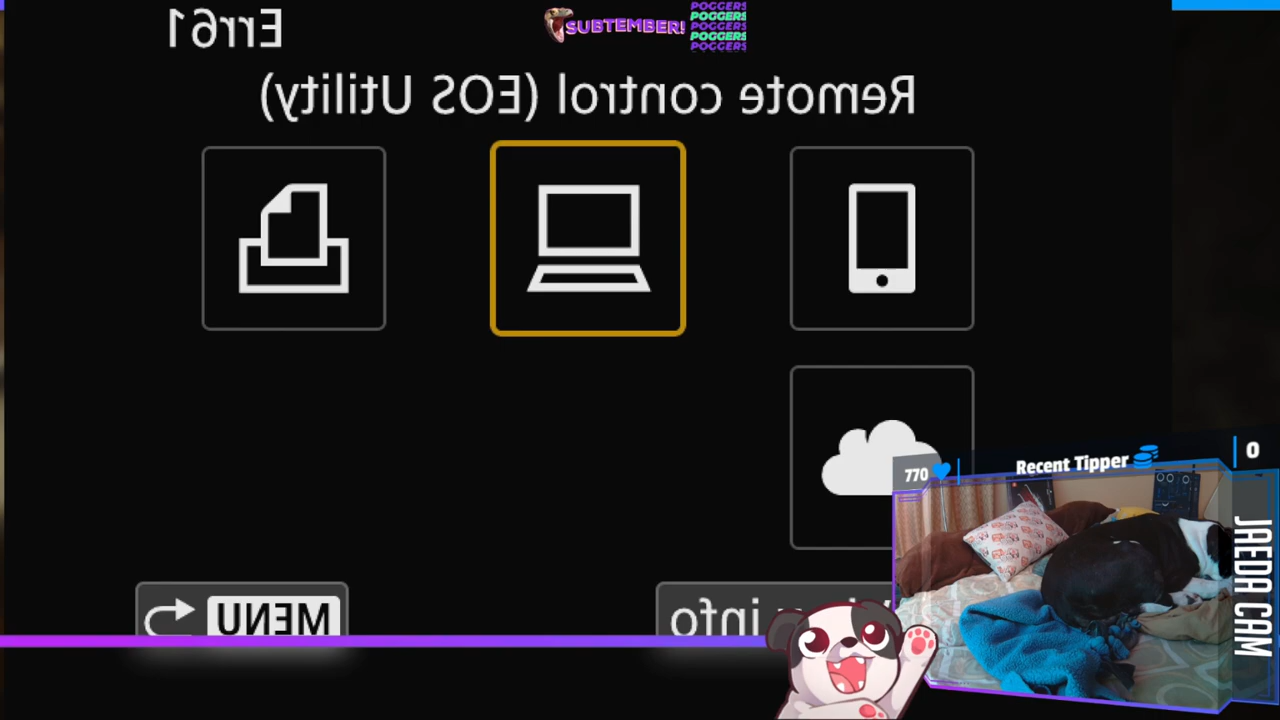 Err61
SUBTEMBER!
POGGERS
POGGERS
POGGERS
POGGERS
POGGERS
Remote control (EOS Utility)
770
Recent Tipper
0
JAEDA CAM
MENU
info